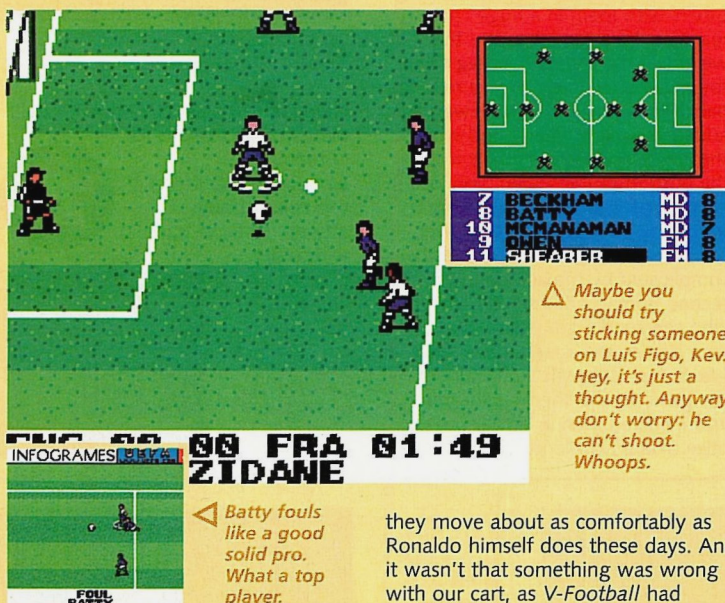 7 BECKHAM MD 8
8 BATTY MD 8
10 MCMANAMAN MD 7
9 OWEN FW 8
11 SHEARER FW 8
Maybe you
should try
sticking someone
on Luis Figo, Kev.
Hey, it's just a
thought. Anyway
don't worry: he
can't shoot.
Whoops.
00 FRA 01:49
ZIDANE
INFOGRAMES
FOUL
BATTY
Batty fouls
like a good
solid pro.
What a top
player.
they move about as comfortably as
Ronaldo himself does these days. An
it wasn't that something was wrong
with our cart, as V-Football had